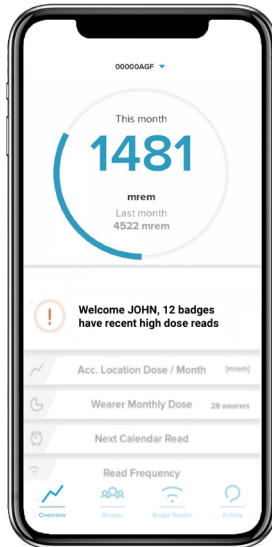 00000AGF
This month
1481
mrem
Last month
4522 mrem
Welcome JOHN, 12 badges
have recent high dose reads
Acc. Location Dose / Month [mrem]
Wearer Monthly Dose 28 wearers
Next Calendar Read
Read Frequency
Overview Badges Badge Reader Activity